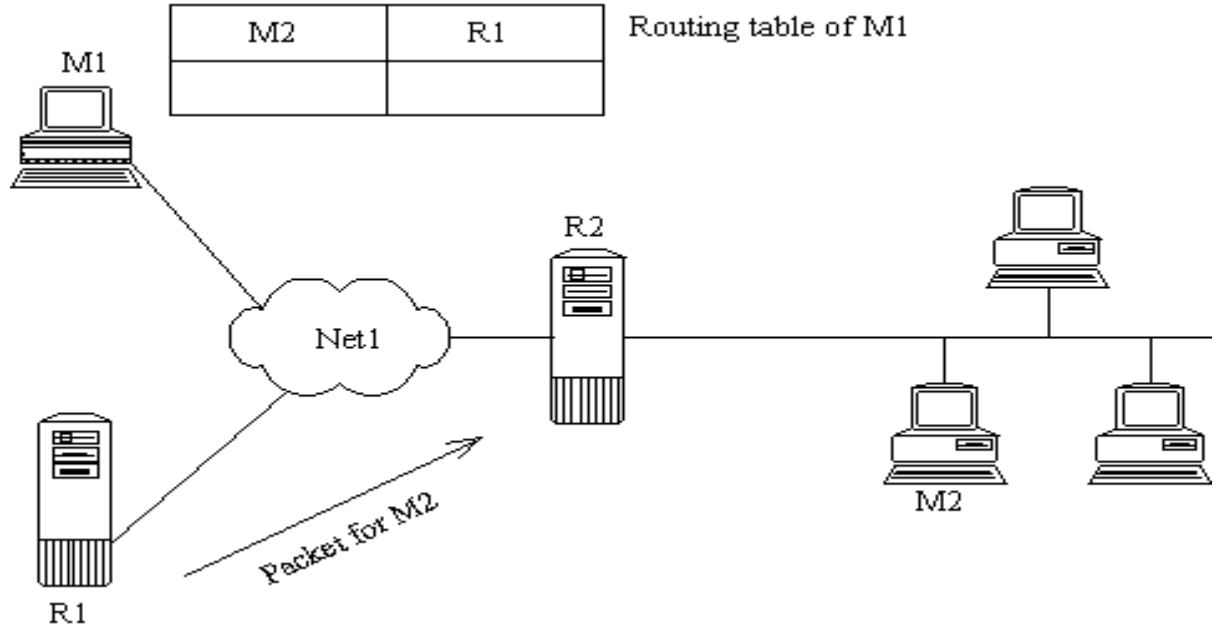 M2 R1 Routing table of M1
M1
R2
Net1
Packet for M2
M2
R1